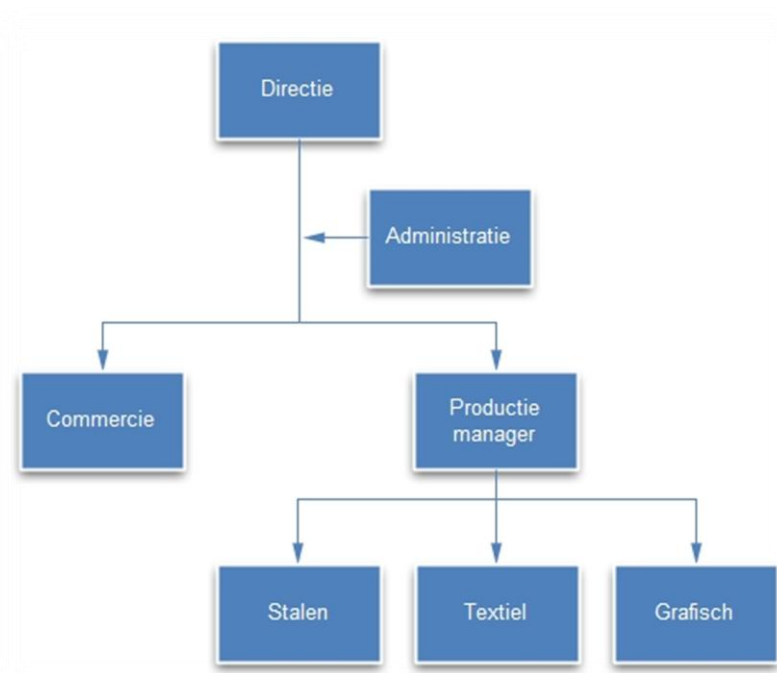 Directie
Administratie
Commercie
Productie
manager
Stalen
Textiel
Grafisch